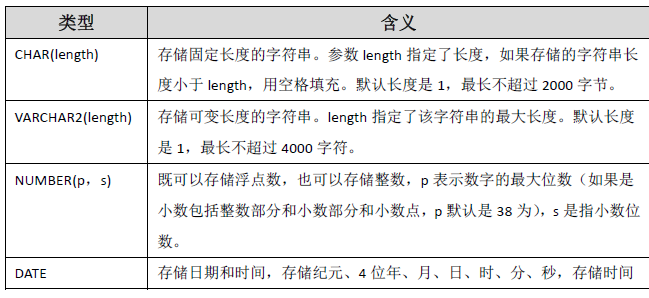 类型 含义
CHAR(length) 存储固定长度的字符串。参数 length 指定了长度，如果存储的字符串长
度小于 length，用空格填充。默认长度是 1，最长不超过 2000 字节。
VARCHAR2(length) 存储可变长度的字符串。length 指定了该字符串的最大长度。默认长度
是 1，最长不超过 4000 字符。
NUMBER(p，s) 既可以存储浮点数，也可以存储整数，p 表示数字的最大位数（如果是
小数包括整数部分和小数部分和小数点，p 默认是 38 为），s 是指小数位
数。
DATE 存储日期和时间，存储纪元、4 位年、月、日、时、分、秒，存储时间